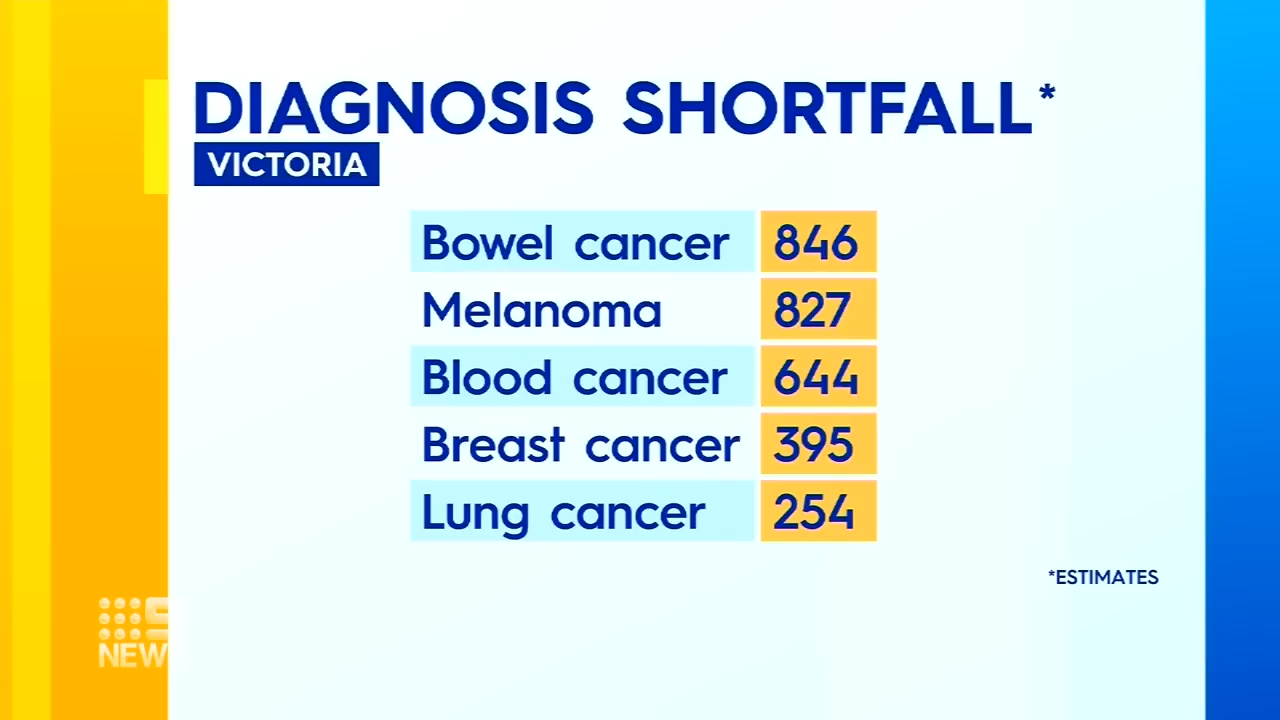 DIAGNOSIS SHORTFALL*
VICTORIA
Bowel cancer 846
Melanoma 827
Blood cancer 644
Breast cancer 395
Lung cancer 254
*ESTIMATES
9
NEW